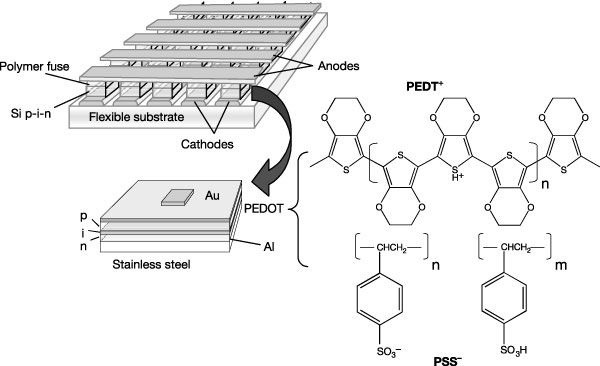 Polymer fuse
Anodes
Si p-i-n
Flexible substrate
Cathodes
PEDT⁺
O O
O O
O O
S
S
S
H⁺
S
S
n
O O
O O
Au
PEDOT
p
i
n
Al
Stainless steel
CHCH₂
n
CHCH₂
m
SO₃⁻
SO₃H
PSS⁻